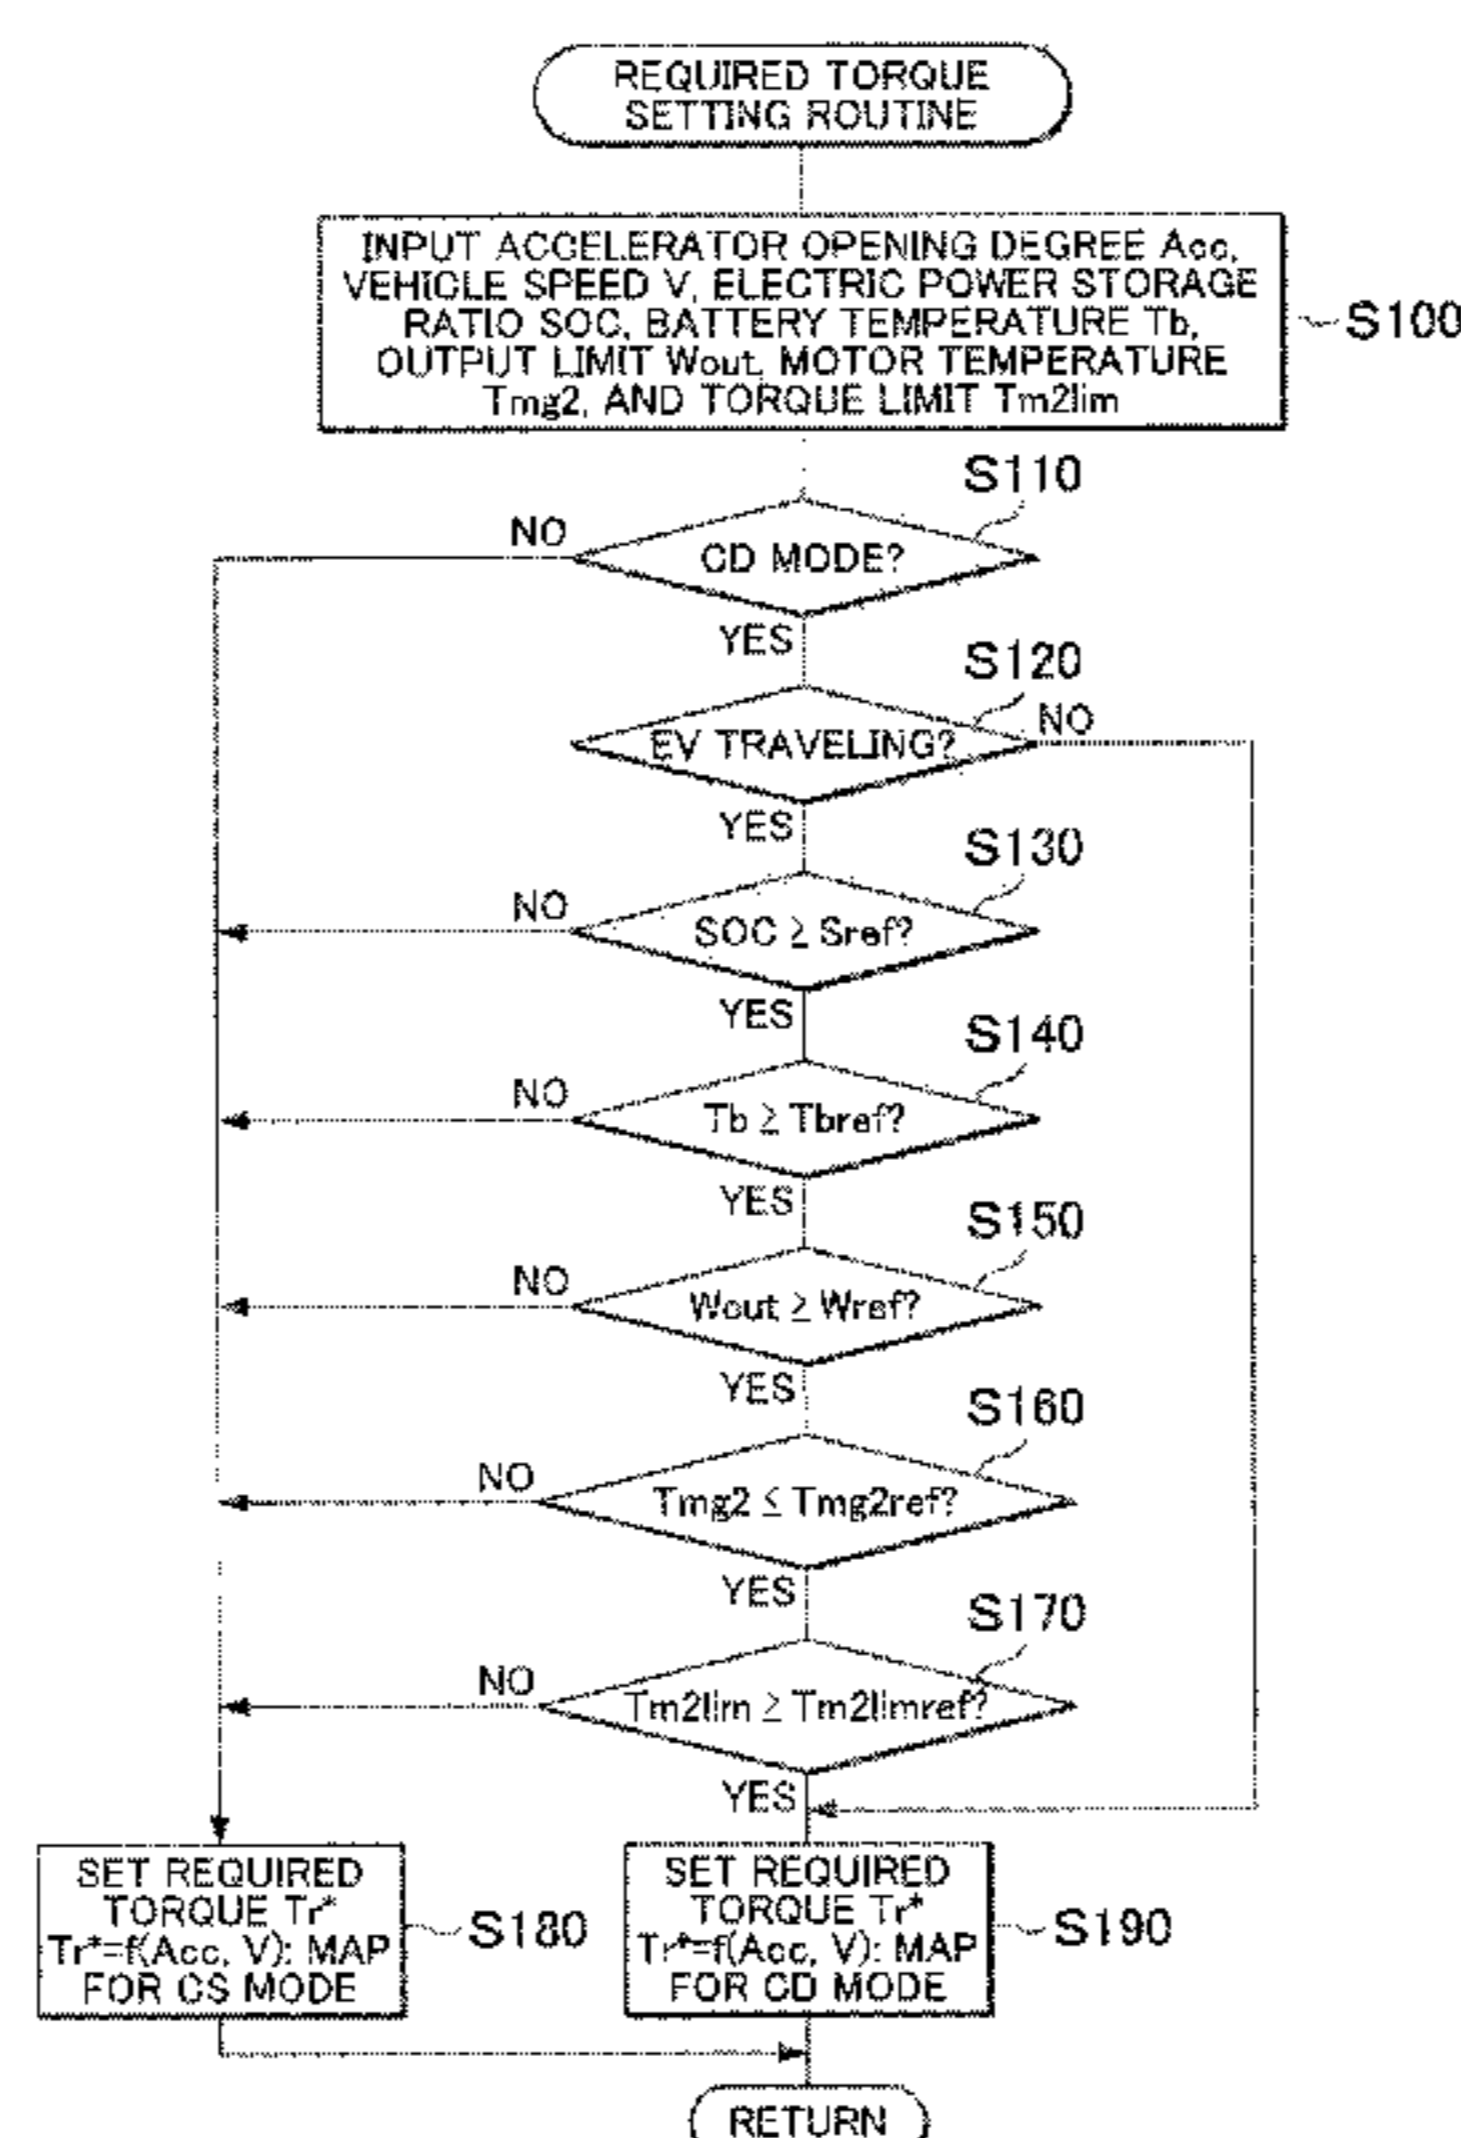 REQUIRED TORQUE
SETTING ROUTINE
INPUT ACCELERATOR OPENING DEGREE Acc,
VEHICLE SPEED V, ELECTRIC POWER STORAGE
RATIO SOC, BATTERY TEMPERATURE Tb,
OUTPUT LIMIT Wout, MOTOR TEMPERATURE
Tmg2, AND TORQUE LIMIT Tm2lim
S100
S110
NO
CD MODE?
YES
S120
NO
EV TRAVELING?
YES
S130
NO
SOC ≥ Sref?
YES
S140
NO
Tb ≥ Tbref?
YES
S150
NO
Wout ≥ Wref?
YES
S160
NO
Tmg2 ≤ Tmg2ref?
YES
S170
NO
Tm2lim ≥ Tm2limref?
YES
SET REQUIRED
TORQUE Tr*
Tr*=f(Acc, V): MAP
FOR CS MODE
S180
SET REQUIRED
TORQUE Tr*
Tr*=f(Acc, V): MAP
FOR CD MODE
S190
RETURN